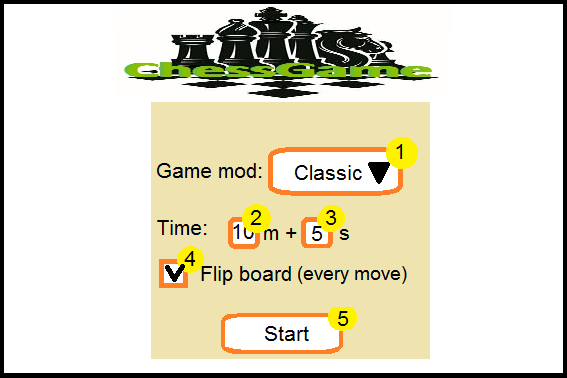 ChessGame
Game mod: Classic 1
Time: 10 m + 5 s 2 3
Flip board (every move) 4
Start 5